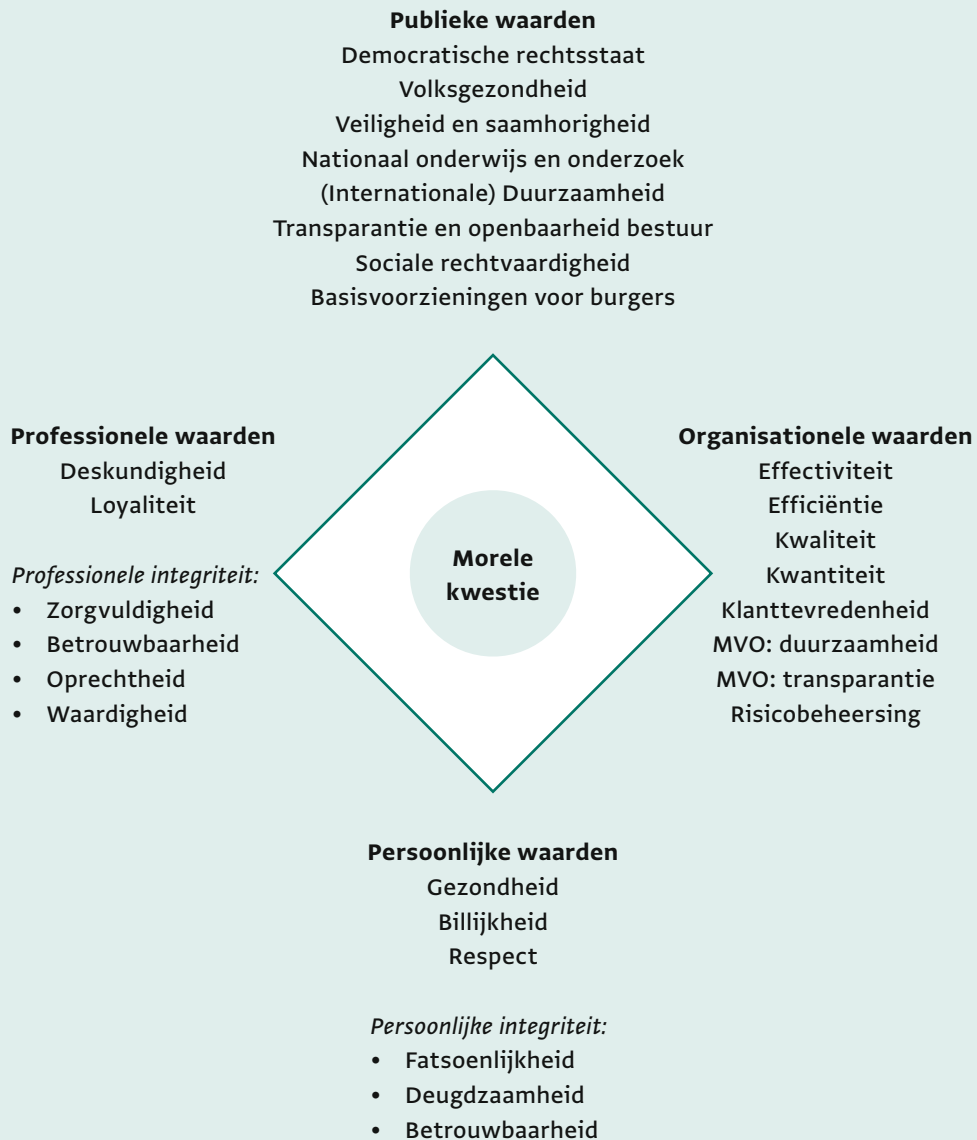 Publieke waarden
Democratische rechtsstaat
Volksgezondheid
Veiligheid en saamhorigheid
Nationaal onderwijs en onderzoek
(Internationale) Duurzaamheid
Transparantie en openbaarheid bestuur
Sociale rechtvaardigheid
Basisvoorzieningen voor burgers
Professionele waarden
Deskundigheid
Loyaliteit
Professionele integriteit:
• Zorgvuldigheid
• Betrouwbaarheid
• Oprechtheid
• Waardigheid
Morele
kwestie
Organisationele waarden
Effectiviteit
Efficiëntie
Kwaliteit
Kwantiteit
Klanttevredenheid
MVO: duurzaamheid
MVO: transparantie
Risicobeheersing
Persoonlijke waarden
Gezondheid
Billijkheid
Respect
Persoonlijke integriteit:
• Fatsoenlijkheid
• Deugdzaamheid
• Betrouwbaarheid